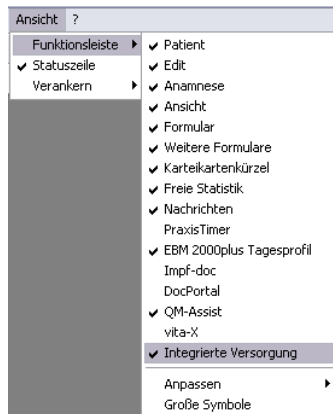 Ansicht ?
Funktionsleiste
Statuszeile
Verankern
Patient
Edit
Anamnese
Ansicht
Formular
Weitere Formulare
Karteikartenkürzel
Freie Statistik
Nachrichten
PraxisTimer
EBM 2000plus Tagesprofil
Impf-doc
DocPortal
QM-Assist
vita-X
Integrierte Versorgung
Anpassen
Große Symbole